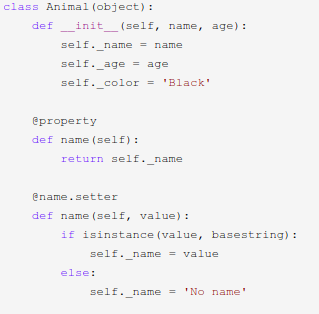 class Animal(object):
    def __init__(self, name, age):
        self._name = name
        self._age = age
        self._color = 'Black'

    @property
    def name(self):
        return self._name

    @name.setter
    def name(self, value):
        if isinstance(value, basestring):
            self._name = value
        else:
            self._name = 'No name'